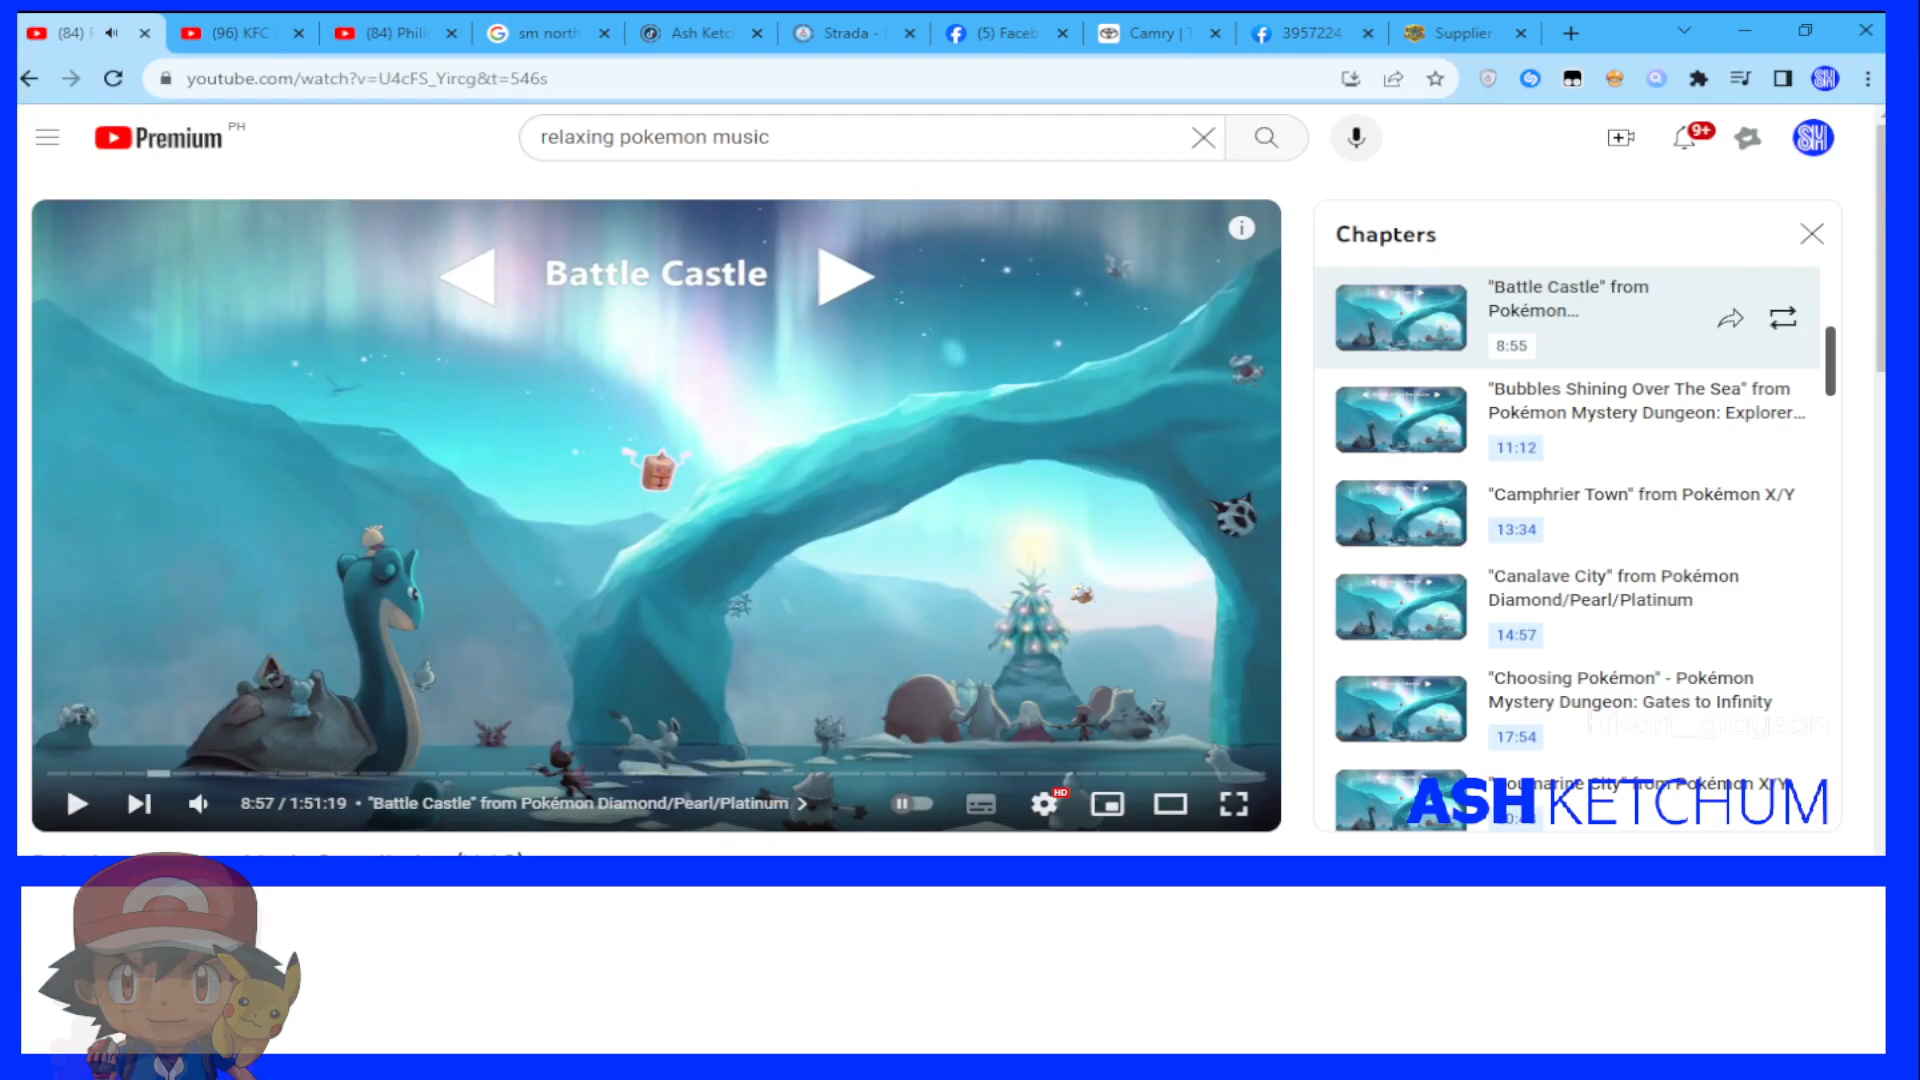 (84) F
(96) KFC
(84) Phili
sm north
Ash Ketc
Strada -
(5) Faceb
Camry | T
3957224
Supplier
youtube.com/watch?v=U4cFS_Yircg&t=546s
Premium PH
relaxing pokemon music
9+
SM
Battle Castle
Chapters
"Battle Castle" from
Pokémon...
8:55
"Bubbles Shining Over The Sea" from
Pokémon Mystery Dungeon: Explorer...
11:12
"Camphrier Town" from Pokémon X/Y
13:34
"Canalave City" from Pokémon
Diamond/Pearl/Platinum
14:57
"Choosing Pokémon" - Pokémon
Mystery Dungeon: Gates to Infinity
17:54
from Pokémon X/Y
8:57 / 1:51:19 • "Battle Castle" from Pokémon Diamond/Pearl/Platinum
HD
ASH KETCHUM